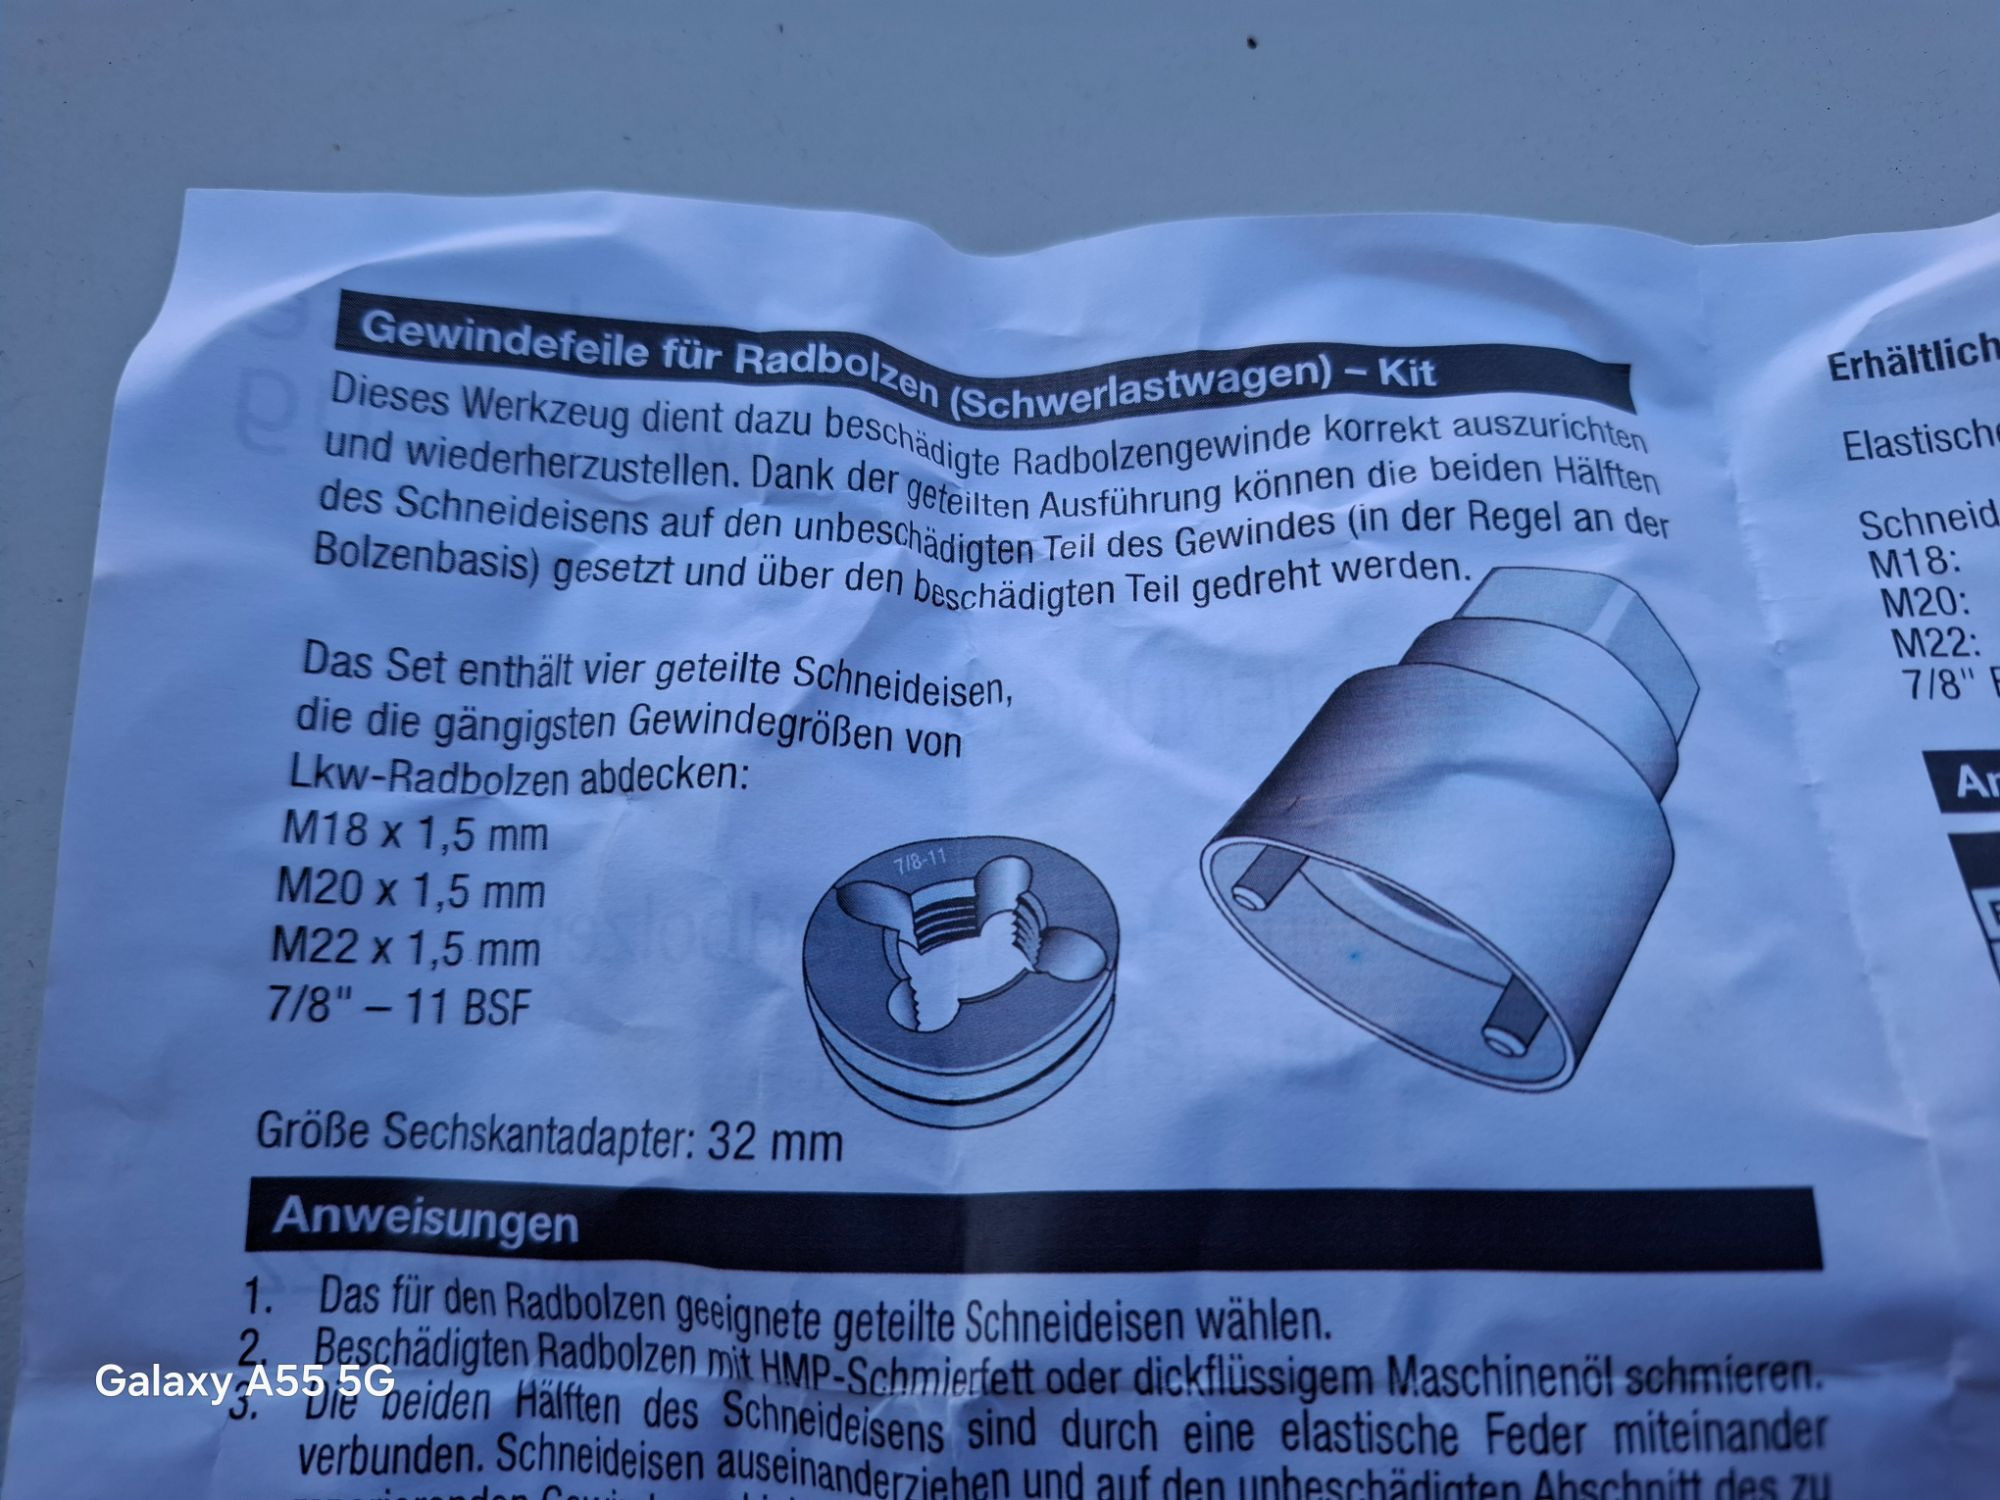 Gewindefeile für Radbolzen (Schwerlastwagen) – Kit
Dieses Werkzeug dient dazu beschädigte Radbolzengewinde korrekt auszurichten
und wiederherzustellen. Dank der geteilten Ausführung können die beiden Hälften
des Schneideisens auf den unbeschädigten Teil des Gewindes (in der Regel an der
Bolzenbasis) gesetzt und über den beschädigten Teil gedreht werden.
Das Set enthält vier geteilte Schneideisen,
die die gängigsten Gewindegrößen von
Lkw-Radbolzen abdecken:
M18 x 1,5 mm
M20 x 1,5 mm
M22 x 1,5 mm
7/8" – 11 BSF
7/8-11
Größe Sechskantadapter: 32 mm
Anweisungen
1. Das für den Radbolzen geeignete geteilte Schneideisen wählen.
2. Beschädigten Radbolzen mit HMP-Schmierfett oder dickflüssigem Maschinenöl schmieren.
3. Die beiden Hälften des Schneideisens sind durch eine elastische Feder miteinander
verbunden. Schneideisen auseinanderziehen und auf den unbeschädigten Abschnitt des zu
Erhältlich
Elastische
Schneid
M18:
M20:
M22:
7/8"
Galaxy A55 5G